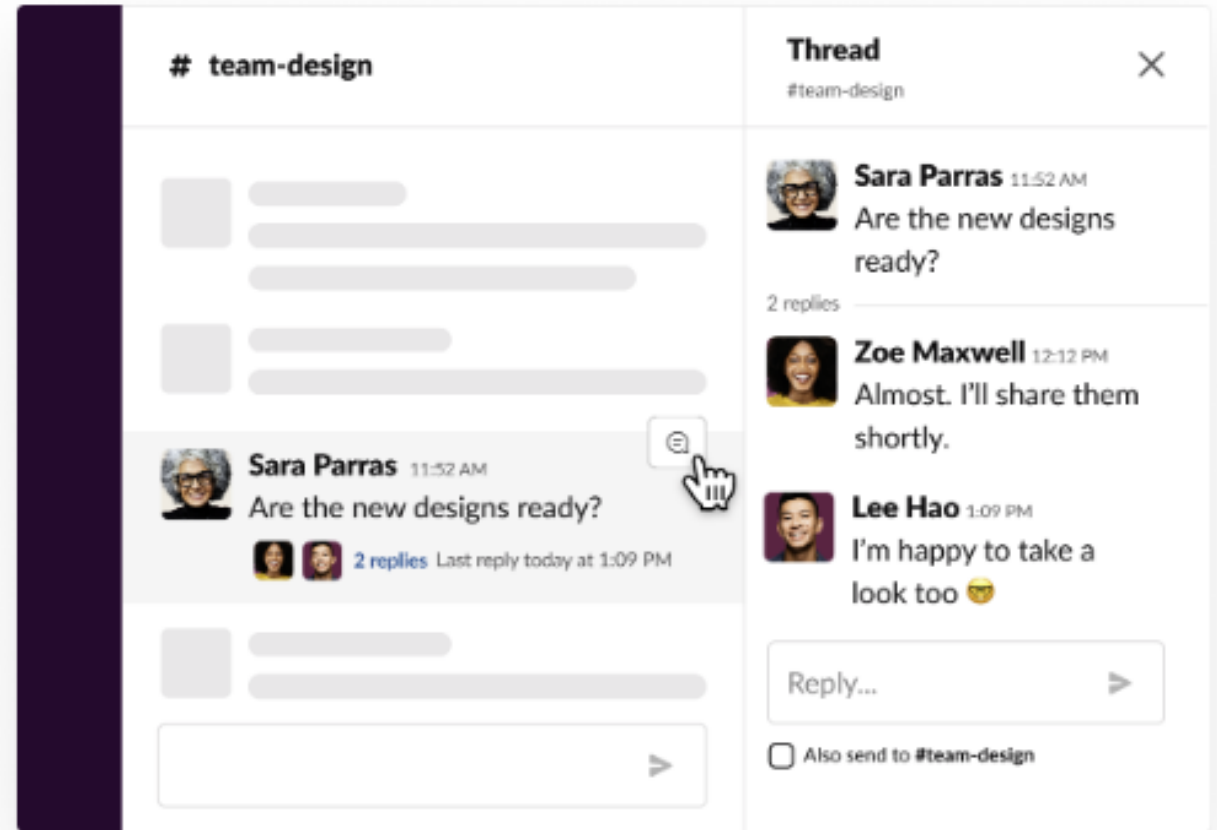 # team-design
Sara Parras 11:52 AM
Are the new designs ready?
2 replies Last reply today at 1:09 PM
Thread
#team-design
Sara Parras 11:52 AM
Are the new designs
ready?
2 replies
Zoe Maxwell 12:12 PM
Almost. I’ll share them
shortly.
Lee Hao 1:09 PM
I’m happy to take a
look too 🤓
Reply...
Also send to #team-design